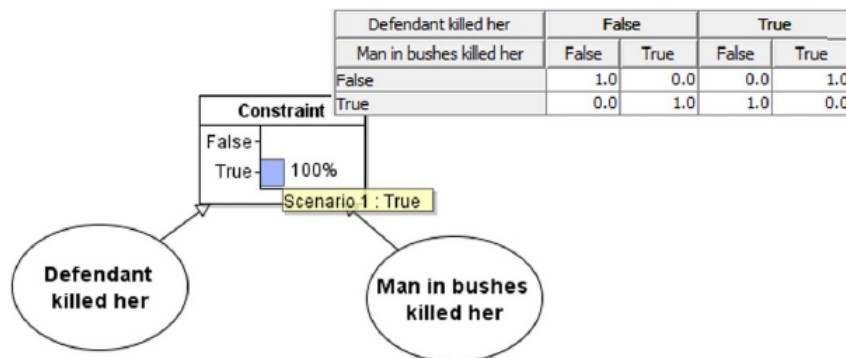 Defendant killed her False True
Man in bushes killed her False True False True
False 1.0 0.0 0.0 1.0
True 0.0 1.0 1.0 0.0
Constraint
False
True 100%
Scenario 1 : True
Defendant
killed her
Man in bushes
killed her